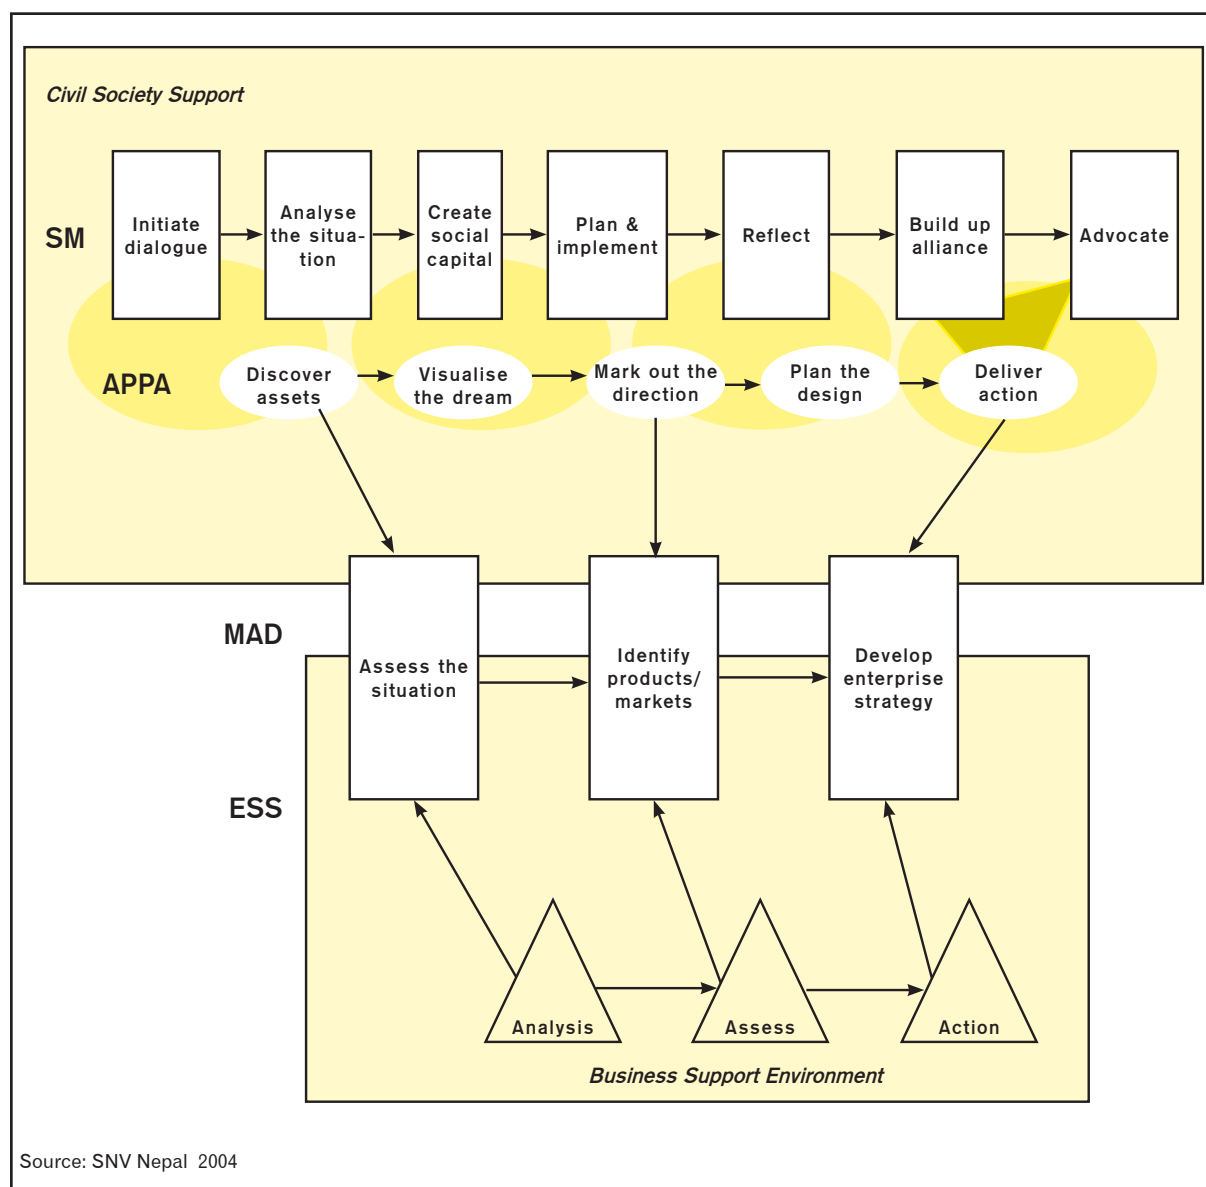 Civil Society Support
SM
Initiate
dialogue
Analyse
the situa-
tion
Create
social
capital
Plan &
implement
Reflect
Build up
alliance
Advocate
APPA
Discover
assets
Visualise
the dream
Mark out the
direction
Plan the
design
Deliver
action
MAD
Assess the
situation
Identify
products/
markets
Develop
enterprise
strategy
ESS
Analysis
Assess
Action
Business Support Environment
Source: SNV Nepal 2004